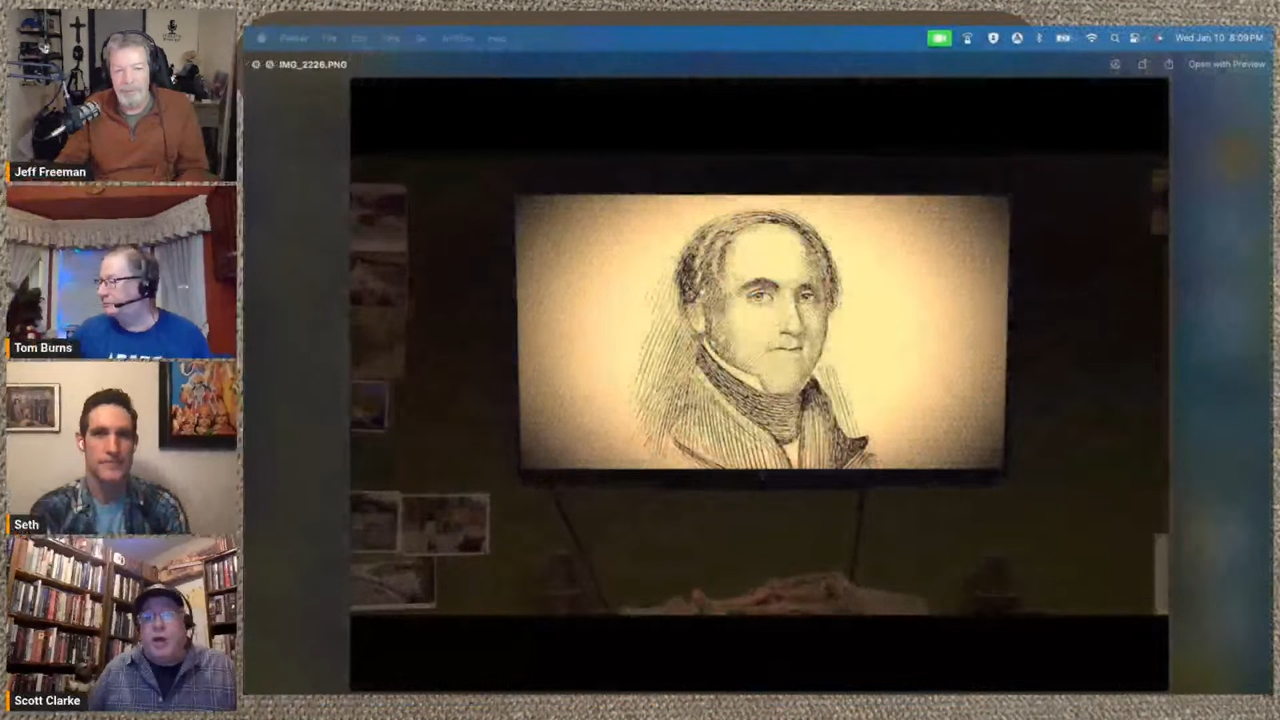 Jeff Freeman
Tom Burns
Seth
Scott Clarke
Wed Jan 10 8:09 PM
IMG_2226.PNG
Open with Preview